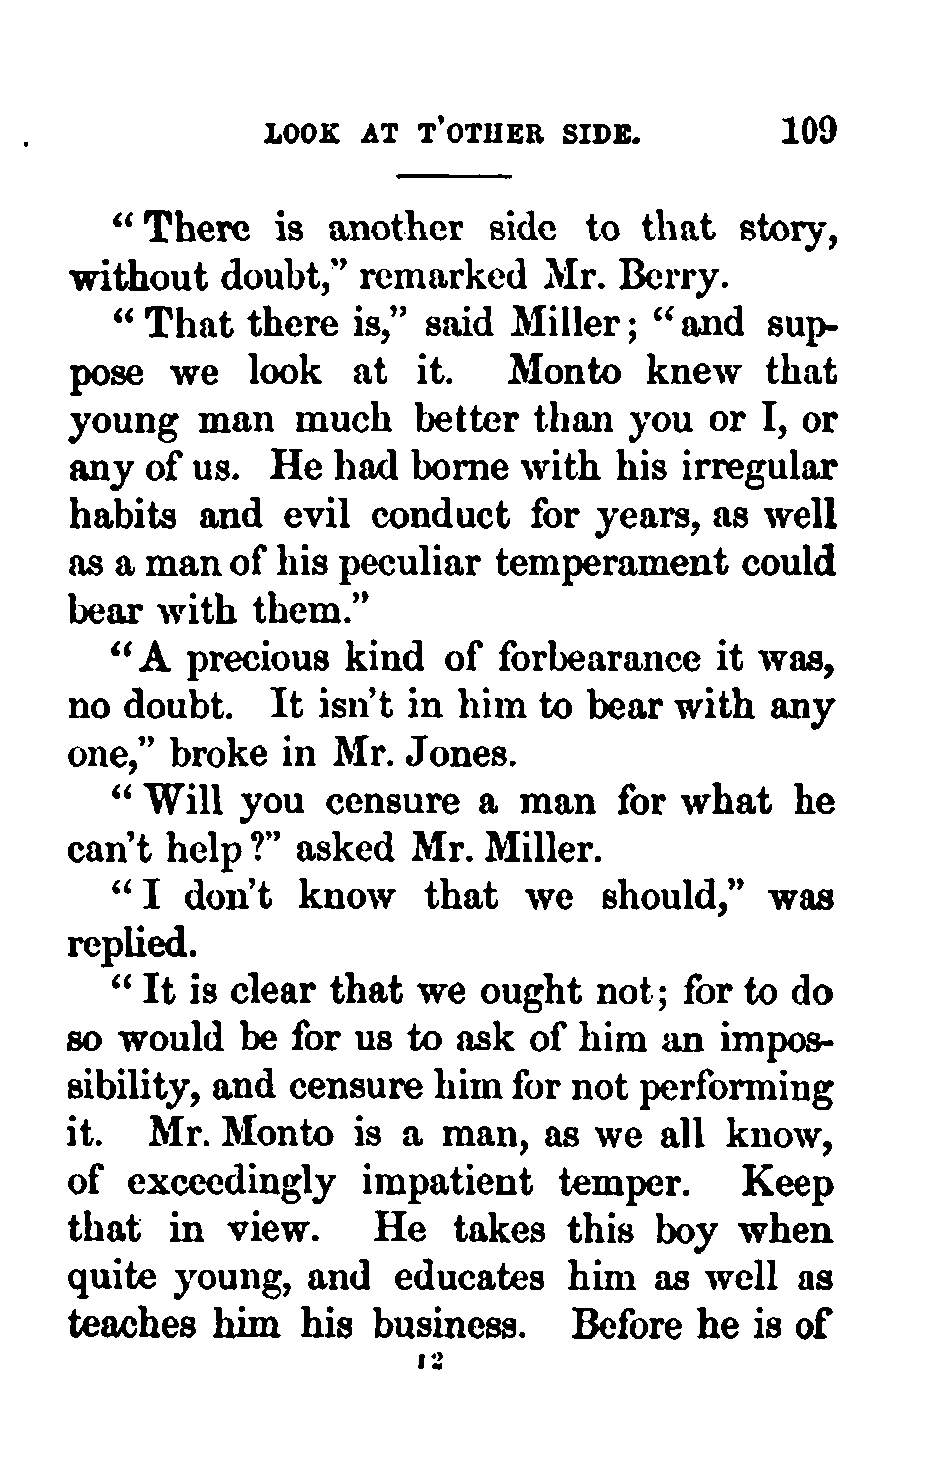 LOOK AT T'OTHER SIDE. 109
“There is another side to that story,
without doubt,” remarked Mr. Berry.
“That there is,” said Miller; “and sup-
pose we look at it. Monto knew that
young man much better than you or I, or
any of us. He had borne with his irregular
habits and evil conduct for years, as well
as a man of his peculiar temperament could
bear with them.”
“A precious kind of forbearance it was,
no doubt. It isn't in him to bear with any
one,” broke in Mr. Jones.
“Will you censure a man for what he
can't help?” asked Mr. Miller.
“I don't know that we should,” was
replied.
“It is clear that we ought not; for to do
so would be for us to ask of him an impos-
sibility, and censure him for not performing
it. Mr. Monto is a man, as we all know,
of exceedingly impatient temper. Keep
that in view. He takes this boy when
quite young, and educates him as well as
teaches him his business. Before he is of
12